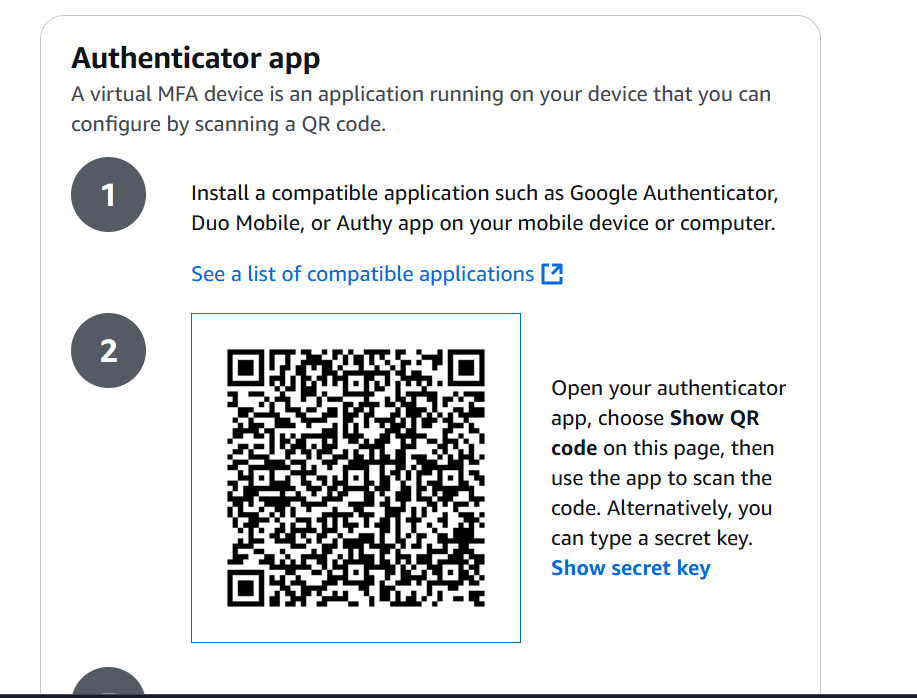 Authenticator app
A virtual MFA device is an application running on your device that you can
configure by scanning a QR code.
1
Install a compatible application such as Google Authenticator,
Duo Mobile, or Authy app on your mobile device or computer.
See a list of compatible applications
2
Open your authenticator
app, choose Show QR
code on this page, then
use the app to scan the
code. Alternatively, you
can type a secret key.
Show secret key